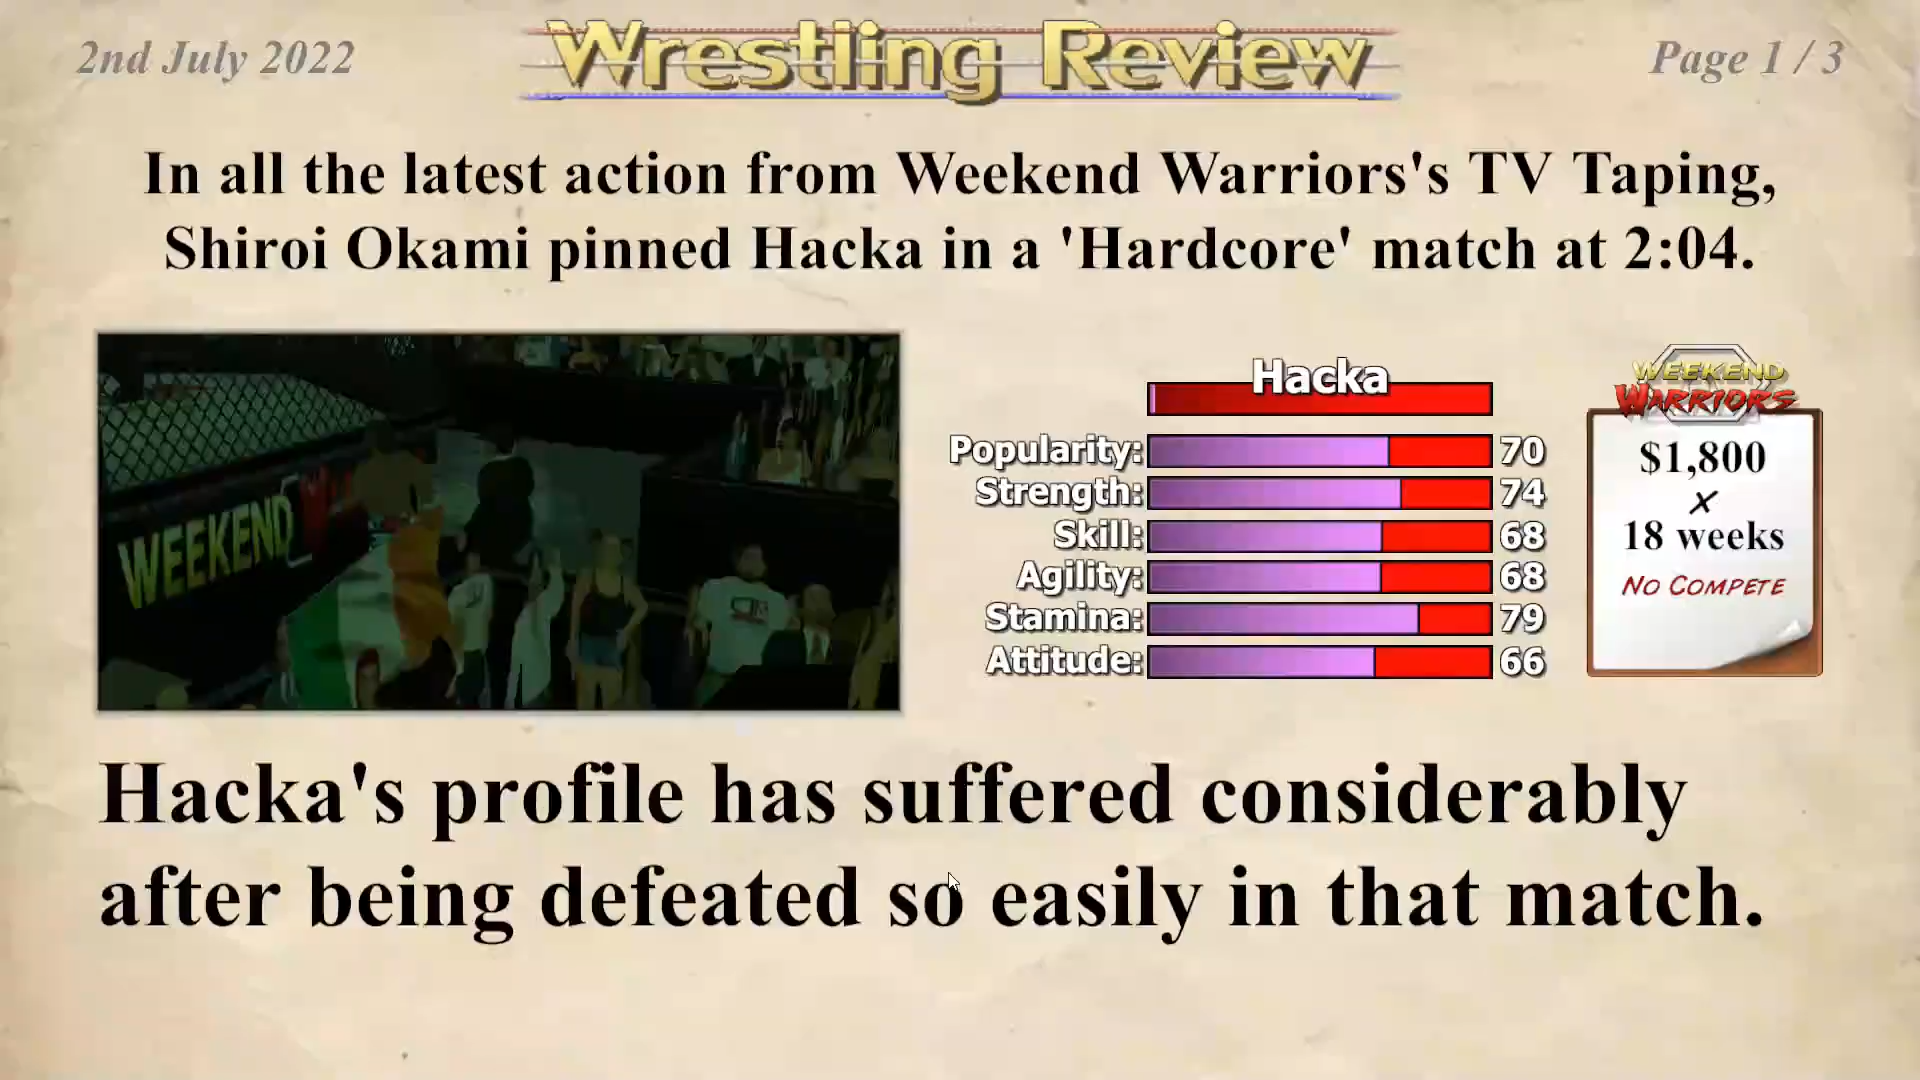 2nd July 2022
Wrestling Review
Page 1 / 3
In all the latest action from Weekend Warriors's TV Taping,
Shiroi Okami pinned Hacka in a 'Hardcore' match at 2:04.
WEEKEND
Hacka
Popularity: 70
Strength: 74
Skill: 68
Agility: 68
Stamina: 79
Attitude: 66
WEEKEND
WARRIORS
$1,800
x
18 weeks
NO COMPETE
Hacka's profile has suffered considerably
after being defeated so easily in that match.